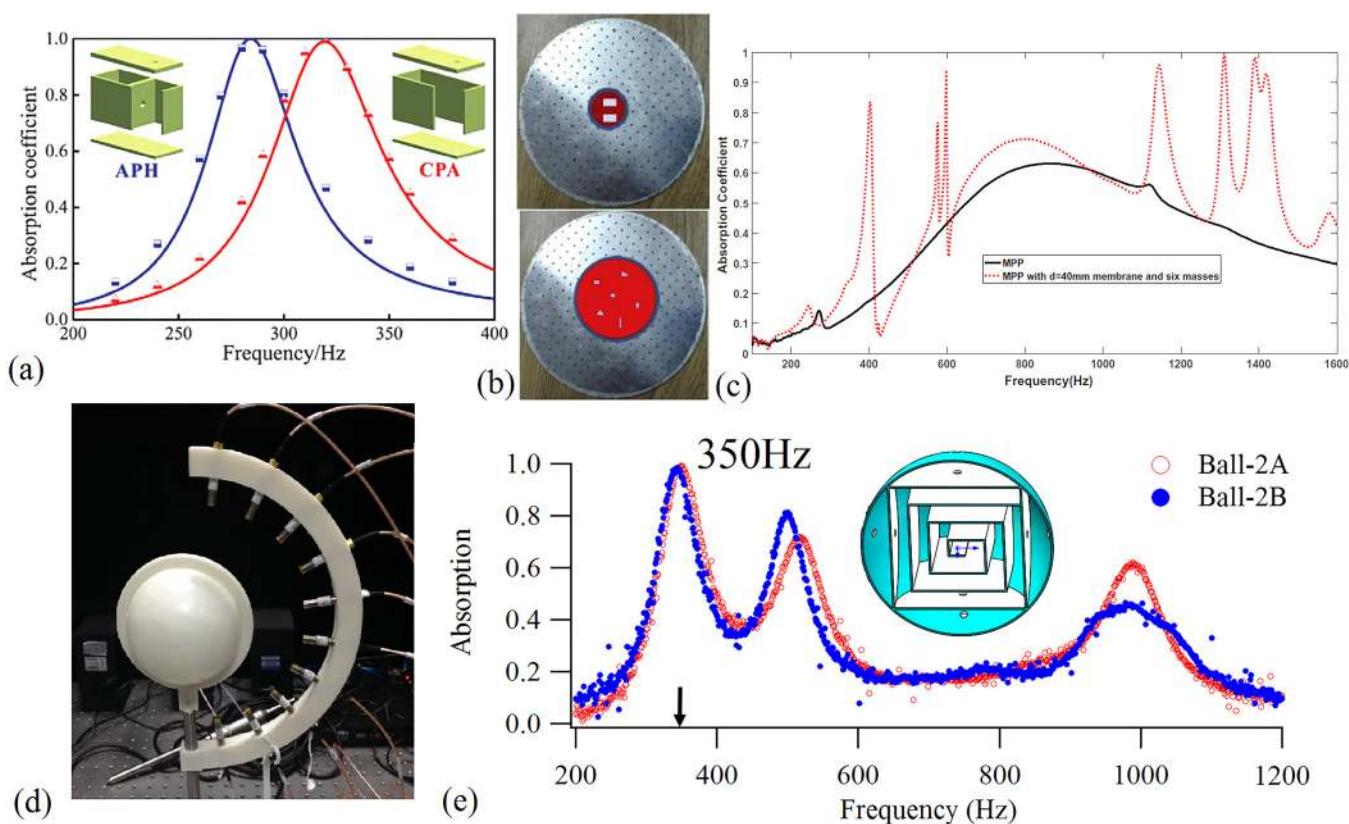 1.0
0.8
0.6
0.4
0.2
0.0
Absorption coefficient
APH
CPA
200
250
300
350
400
Frequency/Hz
(a)
(b)
1
0.9
0.8
0.7
0.6
0.5
0.4
0.3
0.2
0.1
0
Absorption Coefficient
MPP
MPP with d=40mm membrane and six masses
200
400
600
800
1000
1200
1400
1600
Frequency(Hz)
(c)
(d)
350Hz
Ball-2A
Ball-2B
1.0
0.8
0.6
0.4
0.2
0.0
Absorption
200
400
600
800
1000
1200
Frequency (Hz)
(e)